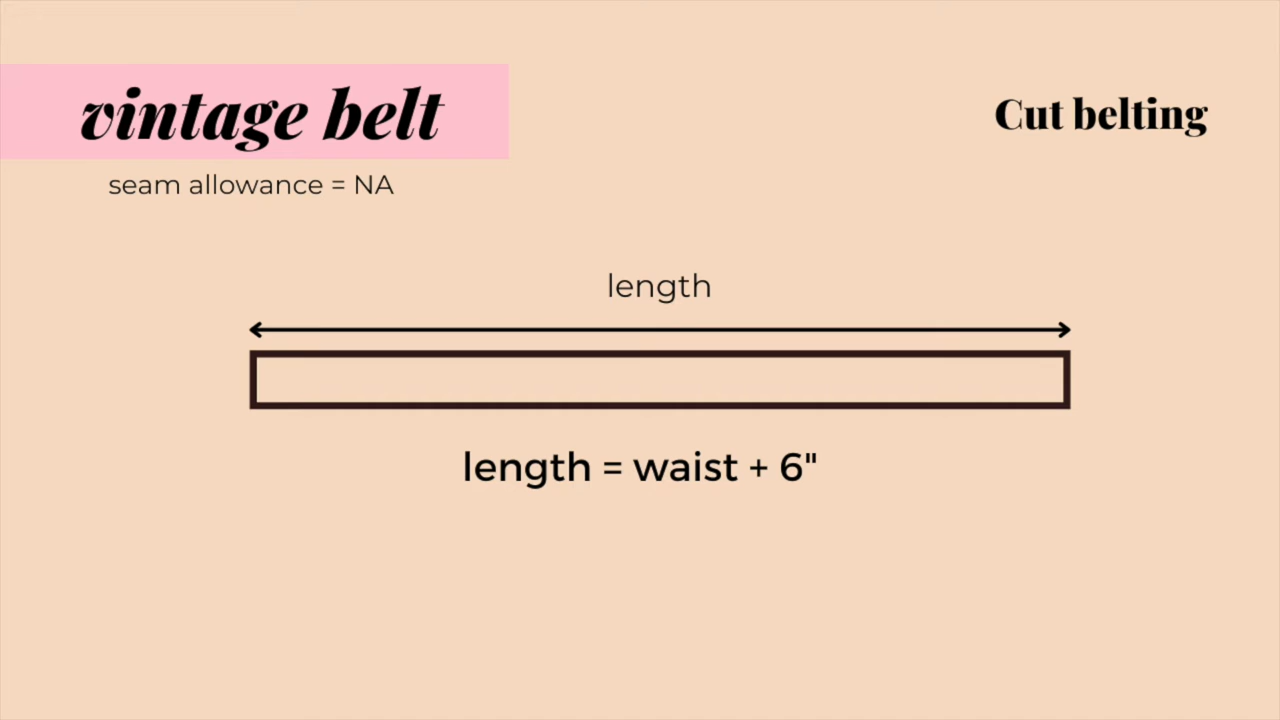 vintage belt
Cut belting
seam allowance = NA
length
length = waist + 6"